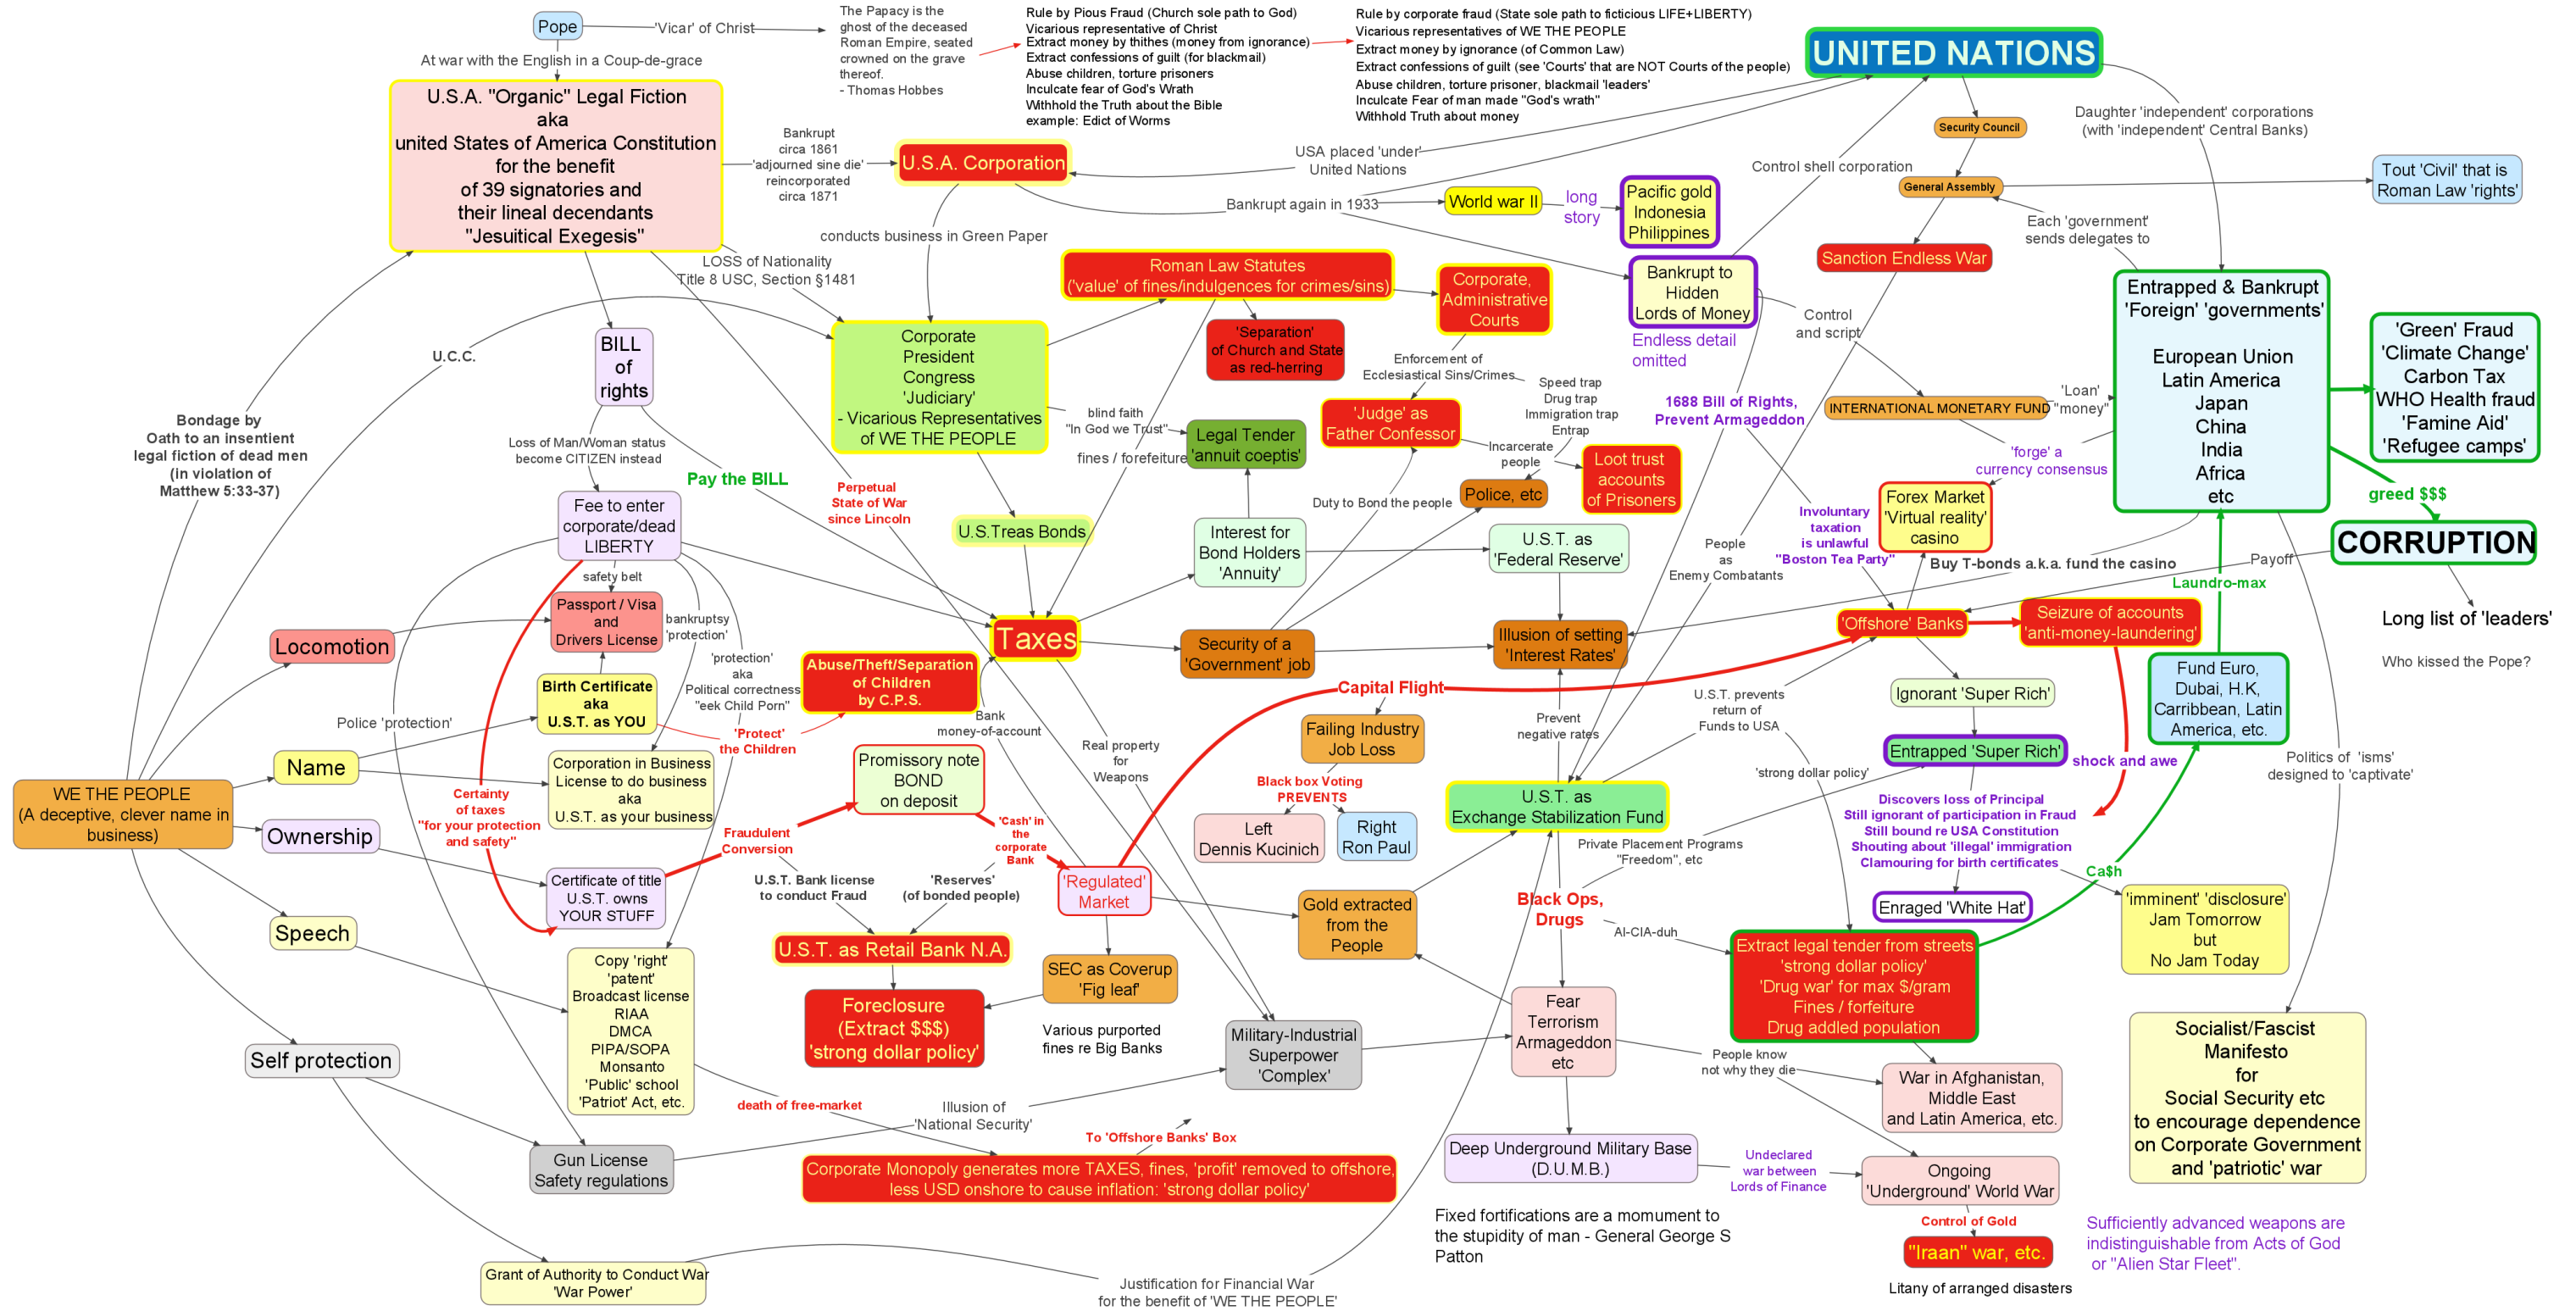 Pope
'Vicar' of Christ
The Papacy is the
ghost of the deceased
Roman Empire, seated
crowned on the grave
thereof.
- Thomas Hobbes
Rule by Pious Fraud (Church sole path to God)
Vicarious representative of Christ
Extract money by thithes (money from ignorance)
Extract confessions of guilt (for blackmail)
Abuse children, torture prisoners
Inculcate fear of God's Wrath
Withhold the Truth about the Bible
example: Edict of Worms
Rule by corporate fraud (State sole path to ficticious LIFE+LIBERTY)
Vicarious representatives of WE THE PEOPLE
Extract money by ignorance (of Common Law)
Extract confessions of guilt (see 'Courts' that are NOT Courts of the people)
Abuse children, torture prisoner, blackmail 'leaders'
Inculcate Fear of man made "God's wrath"
Withhold Truth about money
UNITED NATIONS
At war with the English in a Coup-de-grace
U.S.A. "Organic" Legal Fiction
aka
united States of America Constitution
for the benefit
of 39 signatories and
their lineal decendants
"Jesuitical Exegesis"
Bankrupt
circa 1861
'adjourned sine die'
reincorporated
circa 1871
U.S.A. Corporation
USA placed 'under'
United Nations
Security Council
General Assembly
Daughter 'independent' corporations
(with 'independent' Central Banks)
Tout 'Civil' that is
Roman Law 'rights'
Control shell corporation
Bankrupt again in 1933
World war II
long
story
Pacific gold
Indonesia
Philippines
Each 'government'
sends delegates to
Sanction Endless War
conducts business in Green Paper
LOSS of Nationality
Title 8 USC, Section §1481
Roman Law Statutes
('value' of fines/indulgences for crimes/sins)
Corporate,
Administrative
Courts
Bankrupt to
Hidden
Lords of Money
Endless detail
omitted
Control
and script
Entrapped & Bankrupt
'Foreign' 'governments'
European Union
Latin America
Japan
China
India
Africa
etc
'Green' Fraud
'Climate Change'
Carbon Tax
WHO Health fraud
'Famine Aid'
'Refugee camps'
BILL
of
rights
U.C.C.
Corporate
President
Congress
'Judiciary'
- Vicarious Representatives
of WE THE PEOPLE
'Separation'
of Church and State
as red-herring
Enforcement of
Ecclesiastical Sins/Crimes
Speed trap
Drug trap
Immigration trap
Entrap
1688 Bill of Rights,
Prevent Armageddon
INTERNATIONAL MONETARY FUND
'Loan'
"money"
'forge' a
currency consensus
greed $$$
CORRUPTION
Bondage by
Oath to an insentient
legal fiction of dead men
(in violation of
Matthew 5:33-37)
Loss of Man/Woman status
become CITIZEN instead
Pay the BILL
Perpetual
State of War
since Lincoln
blind faith
"In God we Trust"
fines / forefeiture
Legal Tender
'annuit coeptis'
'Judge' as
Father Confessor
Incarcerate
people
Loot trust
accounts
of Prisoners
Police, etc
Duty to Bond the people
Forex Market
'Virtual reality'
casino
Involuntary
taxation
is unlawful
"Boston Tea Party"
Fee to enter
corporate/dead
LIBERTY
U.S.Treas Bonds
Interest for
Bond Holders
'Annuity'
U.S.T. as
'Federal Reserve'
People
as
Enemy Combatants
Buy T-bonds a.k.a. fund the casino
Payoff
Laundro-max
Long list of 'leaders'
Who kissed the Pope?
safety belt
Passport / Visa
and
Drivers License
bankruptsy
'protection'
Locomotion
'protection'
aka
Political correctness
"eek Child Porn"
Taxes
Security of a
'Government' job
Illusion of setting
'Interest Rates'
'Offshore' Banks
Seizure of accounts
'anti-money-laundering'
Abuse/Theft/Separation
of Children
by C.P.S.
Birth Certificate
aka
U.S.T. as YOU
Police 'protection'
'Protect'
the Children
Bank
money-of-account
Capital Flight
Failing Industry
Job Loss
Prevent
negative rates
U.S.T. prevents
return of
Funds to USA
Ignorant 'Super Rich'
Fund Euro,
Dubai, H.K,
Carribbean, Latin
America, etc.
Name
Corporation in Business
License to do business
aka
U.S.T. as your business
Real property
for
Weapons
Promissory note
BOND
on deposit
Black box Voting
PREVENTS
'strong dollar policy'
Entrapped 'Super Rich'
shock and awe
Politics of 'isms'
designed to 'captivate'
WE THE PEOPLE
(A deceptive, clever name in
business)
Ownership
Certainty
of taxes
"for your protection
and safety"
Fraudulent
Conversion
'Cash' in
the
corporate
Bank
Left
Dennis Kucinich
Right
Ron Paul
U.S.T. as
Exchange Stabilization Fund
Private Placement Programs
"Freedom", etc
Discovers loss of Principal
Still ignorant of participation in Fraud
Still bound re USA Constitution
Shouting about 'illegal' immigration
Clamouring for birth certificates
Ca$h
Certificate of title
U.S.T. owns
YOUR STUFF
U.S.T. Bank license
to conduct Fraud
'Reserves'
(of bonded people)
'Regulated'
Market
Gold extracted
from the
People
Black Ops,
Drugs
Enraged 'White Hat'
'imminent' 'disclosure'
Jam Tomorrow
but
No Jam Today
Speech
U.S.T. as Retail Bank N.A.
SEC as Coverup
'Fig leaf'
AI-CIA-duh
Extract legal tender from streets
'strong dollar policy'
'Drug war' for max $/gram
Fines / forfeiture
Drug addled population
Copy 'right'
'patent'
Broadcast license
RIAA
DMCA
PIPA/SOPA
Monsanto
'Public' school
'Patriot' Act, etc.
Foreclosure
(Extract $$$)
'strong dollar policy'
Various purported
fines re Big Banks
Military-Industrial
Superpower
'Complex'
Fear
Terrorism
Armageddon
etc
People know
not why they die
War in Afghanistan,
Middle East
and Latin America, etc.
Socialist/Fascist
Manifesto
for
Social Security etc
to encourage dependence
on Corporate Government
and 'patriotic' war
Self protection
death of free-market
Illusion of
'National Security'
To 'Offshore Banks' Box
Gun License
Safety regulations
Corporate Monopoly generates more TAXES, fines, 'profit' removed to offshore,
less USD onshore to cause inflation: 'strong dollar policy'
Deep Underground Military Base
(D.U.M.B.)
Undeclared
war between
Lords of Finance
Ongoing
'Underground' World War
Fixed fortifications are a momument to
the stupidity of man - General George S
Patton
Control of Gold
"Iraan" war, etc.
Litany of arranged disasters
Sufficiently advanced weapons are
indistinguishable from Acts of God
or "Alien Star Fleet".
Grant of Authority to Conduct War
'War Power'
Justification for Financial War
for the benefit of 'WE THE PEOPLE'